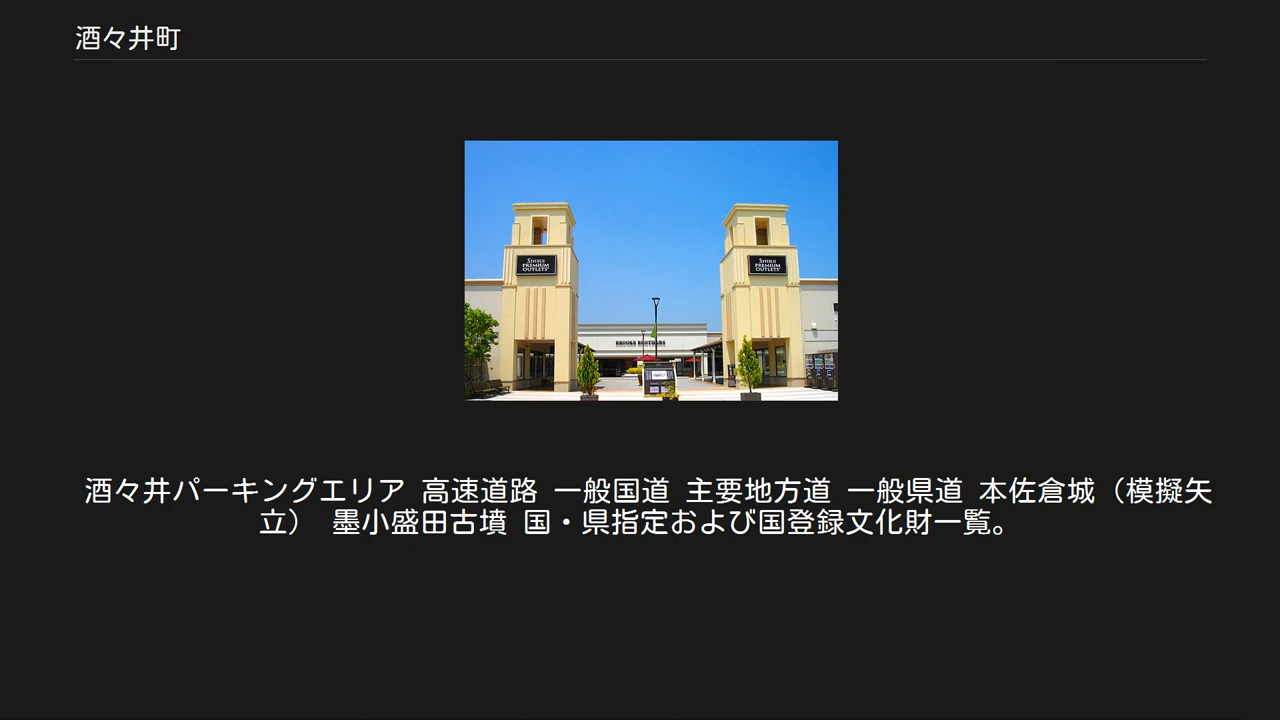 酒々井町
SHISUI
PREMIUM
OUTLETS
SHISUI
PREMIUM
OUTLETS
BROOKS BROTHERS
酒々井パーキングエリア 高速道路 一般国道 主要地方道 一般県道 本佐倉城（模擬矢
立） 墨小盛田古墳 国・県指定および国登録文化財一覧。